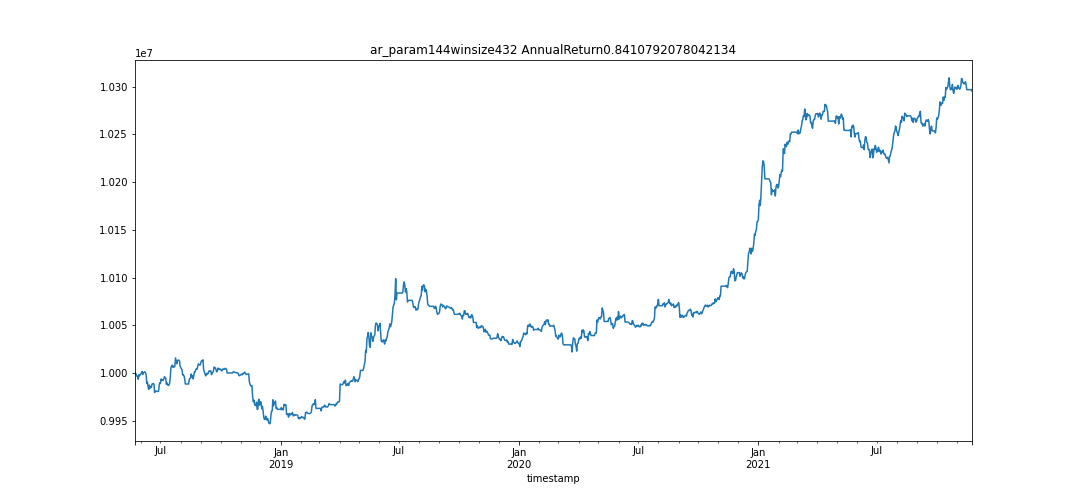 ar_param144winsize432 AnnualReturn0.8410792078042134
1e7
1.030
1.025
1.020
1.015
1.010
1.005
1.000
0.995
Jul Jan Jul Jan Jul Jan Jul
2019 2020 2021
timestamp